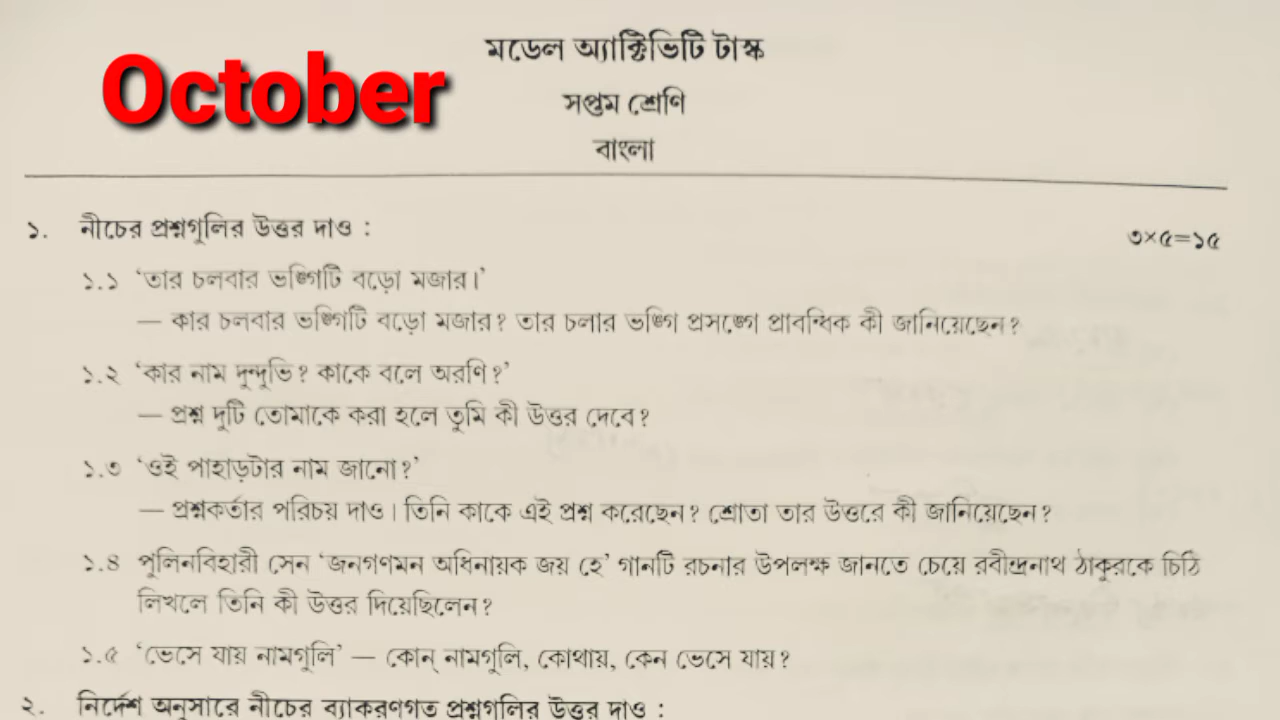 October
মডেল অ্যাক্টিভিটি টাস্ক
সপ্তম শ্রেণি
বাংলা
১. নীচের প্রশ্নগুলির উত্তর দাও : ৩×৫=১৫
১.১ ‘তার চলবার ভঙ্গিটি বড়ো মজার।’
— কার চলবার ভঙ্গিটি বড়ো মজার? তার চলার ভঙ্গি প্রসঙ্গে প্রাবন্ধিক কী জানিয়েছেন?
১.২ ‘কার নাম দুন্দুভি? কাকে বলে অরণি?’
— প্রশ্ন দুটি তোমাকে করা হলে তুমি কী উত্তর দেবে?
১.৩ ‘ওই পাহাড়টার নাম জানো?’
— প্রশ্নকর্তার পরিচয় দাও। তিনি কাকে এই প্রশ্ন করেছেন? শ্রোতা তার উত্তরে কী জানিয়েছেন?
১.৪ পুলিনবিহারী সেন ‘জনগণমন অধিনায়ক জয় হে’ গানটি রচনার উপলক্ষ জানতে চেয়ে রবীন্দ্রনাথ ঠাকুরকে চিঠি
লিখলে তিনি কী উত্তর দিয়েছিলেন?
১.৫ ‘ভেসে যায় নামগুলি’ — কোন্ নামগুলি, কোথায়, কেন ভেসে যায়?
২. নির্দেশ অনুসারে নীচের ব্যাকরণগত প্রশ্নগুলির উত্তর দাও :